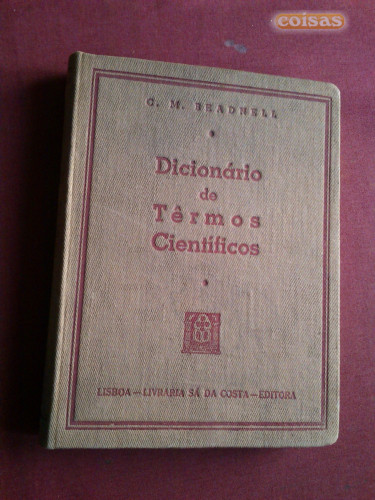 coisas
C. M. BEADNELL
Dicionário
de
Têrmos
Científicos
LISBOA—LIVRARIA SÁ DA COSTA—EDITORA